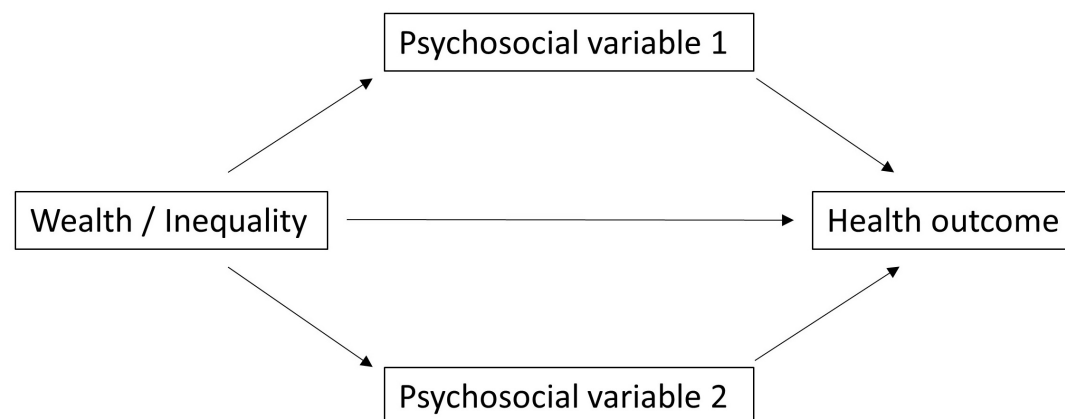 Psychosocial variable 1
Wealth / Inequality
Health outcome
Psychosocial variable 2